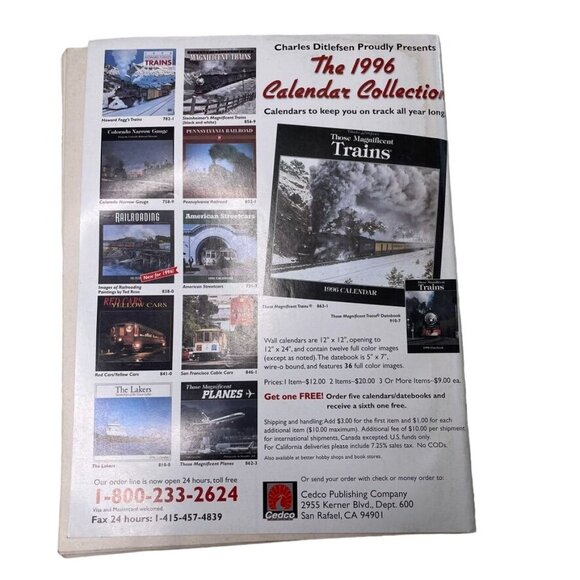 Charles Ditlefsen Proudly Presents
The 1996
Calendar Collection
Calendars to keep you on track all year long
TRAINS
Howard Fogg's Trains 782-1
MAGNIFICENT TRAINS
Steinheimer's Magnificent Trains
(black and white) 856-9
Colorado Narrow Gauge
Colorado Narrow Gauge 758-9
PENNSYLVANIA RAILROAD
Pennsylvania Railroad
RAILROADING
New for 1996!
Images of Railroading
Paintings by Ted Rose 858-0
American Streetcars
American Streetcars
RED CARS
YELLOW CARS
Red Cars/Yellow Cars 841-0
San Francisco Cable Cars 846-1
The Lakers
The Lakers
Those Magnificent
PLANES
Those Magnificent Planes 862-3
Those Magnificent
Trains
1996 CALENDAR
Those Magnificent Trains® 863-1
Those Magnificent
Trains
Those Magnificent Trains® Datebook
910-7
Wall calendars are 12" x 12", opening to
12" x 24", and contain twelve full color images
(except as noted). The datebook is 5" x 7",
wire-o bound, and features 36 full color images.
Prices: 1 Item–$12.00 2 Items–$20.00 3 Or More Items–$9.00 ea.
Get one FREE! Order five calendars/datebooks and
receive a sixth one free.
Shipping and handling: Add $3.00 for the first item and $1.00 for each
additional item ($10.00 maximum). Additional fee of $10.00 per shipment
for international shipments, Canada excepted. U.S. funds only.
For California deliveries please include 7.25% sales tax. No CODs.
Also available at better hobby shops and book stores.
Our order line is now open 24 hours, toll free
1-800-233-2624
Visa and Mastercard welcomed.
Fax 24 hours: 1-415-457-4839
Or send your order with check or money order to:
Cedco
Cedco Publishing Company
2955 Kerner Blvd., Dept. 600
San Rafael, CA 94901